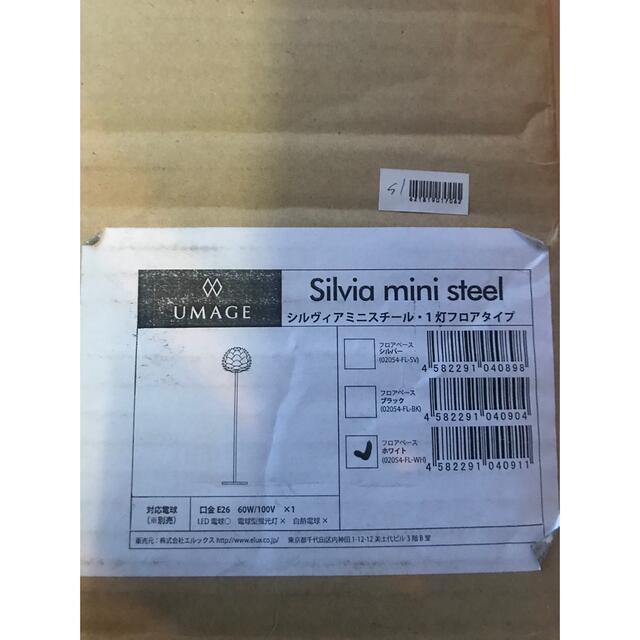 UMAGE
Silvia mini steel
シルヴィアミニスチール・1灯フロアタイプ
フロアベース
シルバー
(02054-FL-SV)
4 582291 040898
フロアベース
ブラック
(02054-FL-BK)
4 582291 040904
フロアベース
ホワイト
(02054-FL-WH)
4 582291 040911
対応電球
(※別売)
口金 E26 60W/100V ×1
LED 電球○ 電球型蛍光灯× 白熱電球×
販売元:株式会社エルックス http://www.elux.co.jp/ 東京都千代田区内神田 1-12-12 美土代ビル 3 階 B 室